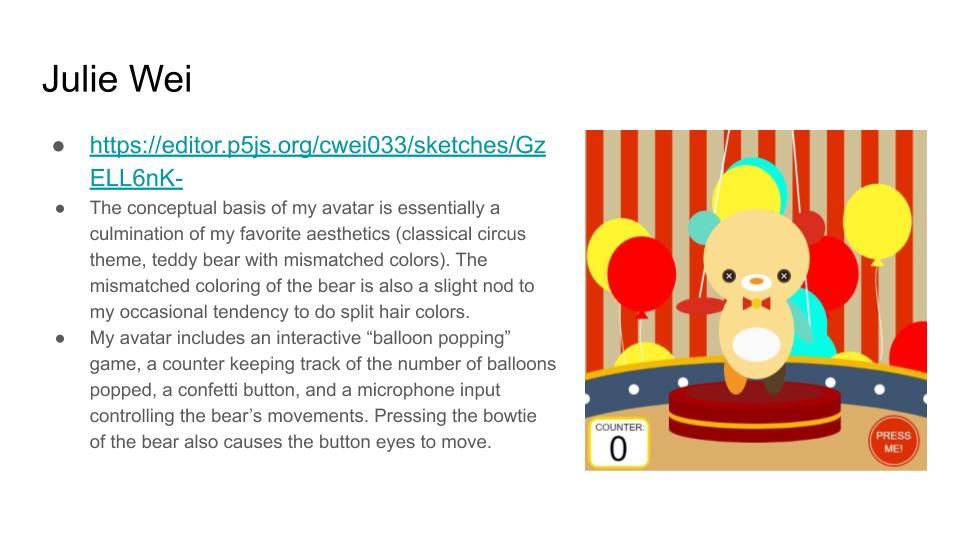 Julie Wei
● https://editor.p5js.org/cwei033/sketches/Gz
ELL6nK-
● The conceptual basis of my avatar is essentially a
culmination of my favorite aesthetics (classical circus
theme, teddy bear with mismatched colors). The
mismatched coloring of the bear is also a slight nod to
my occasional tendency to do split hair colors.
● My avatar includes an interactive “balloon popping”
game, a counter keeping track of the number of balloons
popped, a confetti button, and a microphone input
controlling the bear’s movements. Pressing the bowtie
of the bear also causes the button eyes to move.
COUNTER:
0
PRESS
ME!